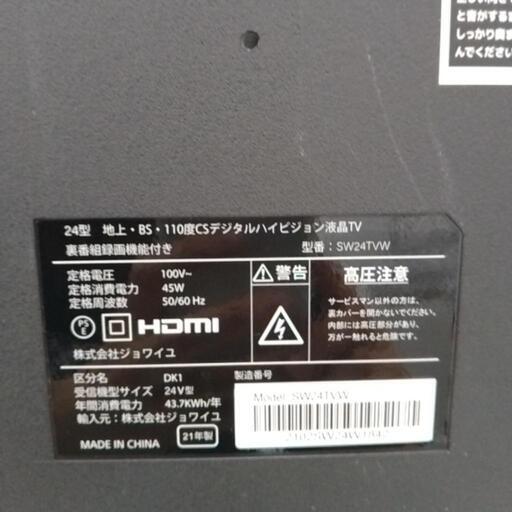 と音がする
しっかり奥ま
んでください
24型 地上・BS・110度CSデジタルハイビジョン液晶TV
裏番組録画機能付き 型番: SW24TVW
定格電圧 100V~
定格消費電力 45W
定格周波数 50/60 Hz
警告
高圧注意
サービスマン以外の方は、
裏カバーを開かないでください。
内部には高圧部分があり、
万が一触れると危険です。
PS E HDMI
株式会社ジョワイユ
区分名 DK1
受信機型サイズ 24V型
年間消費電力 43.7KWh/年
輸入元：株式会社ジョワイユ
MADE IN CHINA 21年製
製造番号
Model: SW24TVW